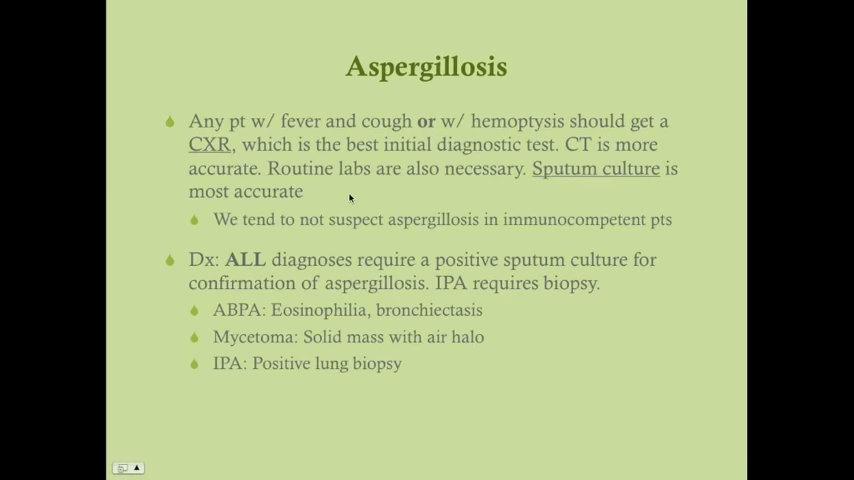 Aspergillosis
Any pt w/ fever and cough or w/ hemoptysis should get a
CXR, which is the best initial diagnostic test. CT is more
accurate. Routine labs are also necessary. Sputum culture is
most accurate
We tend to not suspect aspergillosis in immunocompetent pts
Dx: ALL diagnoses require a positive sputum culture for
confirmation of aspergillosis. IPA requires biopsy.
ABPA: Eosinophilia, bronchiectasis
Mycetoma: Solid mass with air halo
IPA: Positive lung biopsy